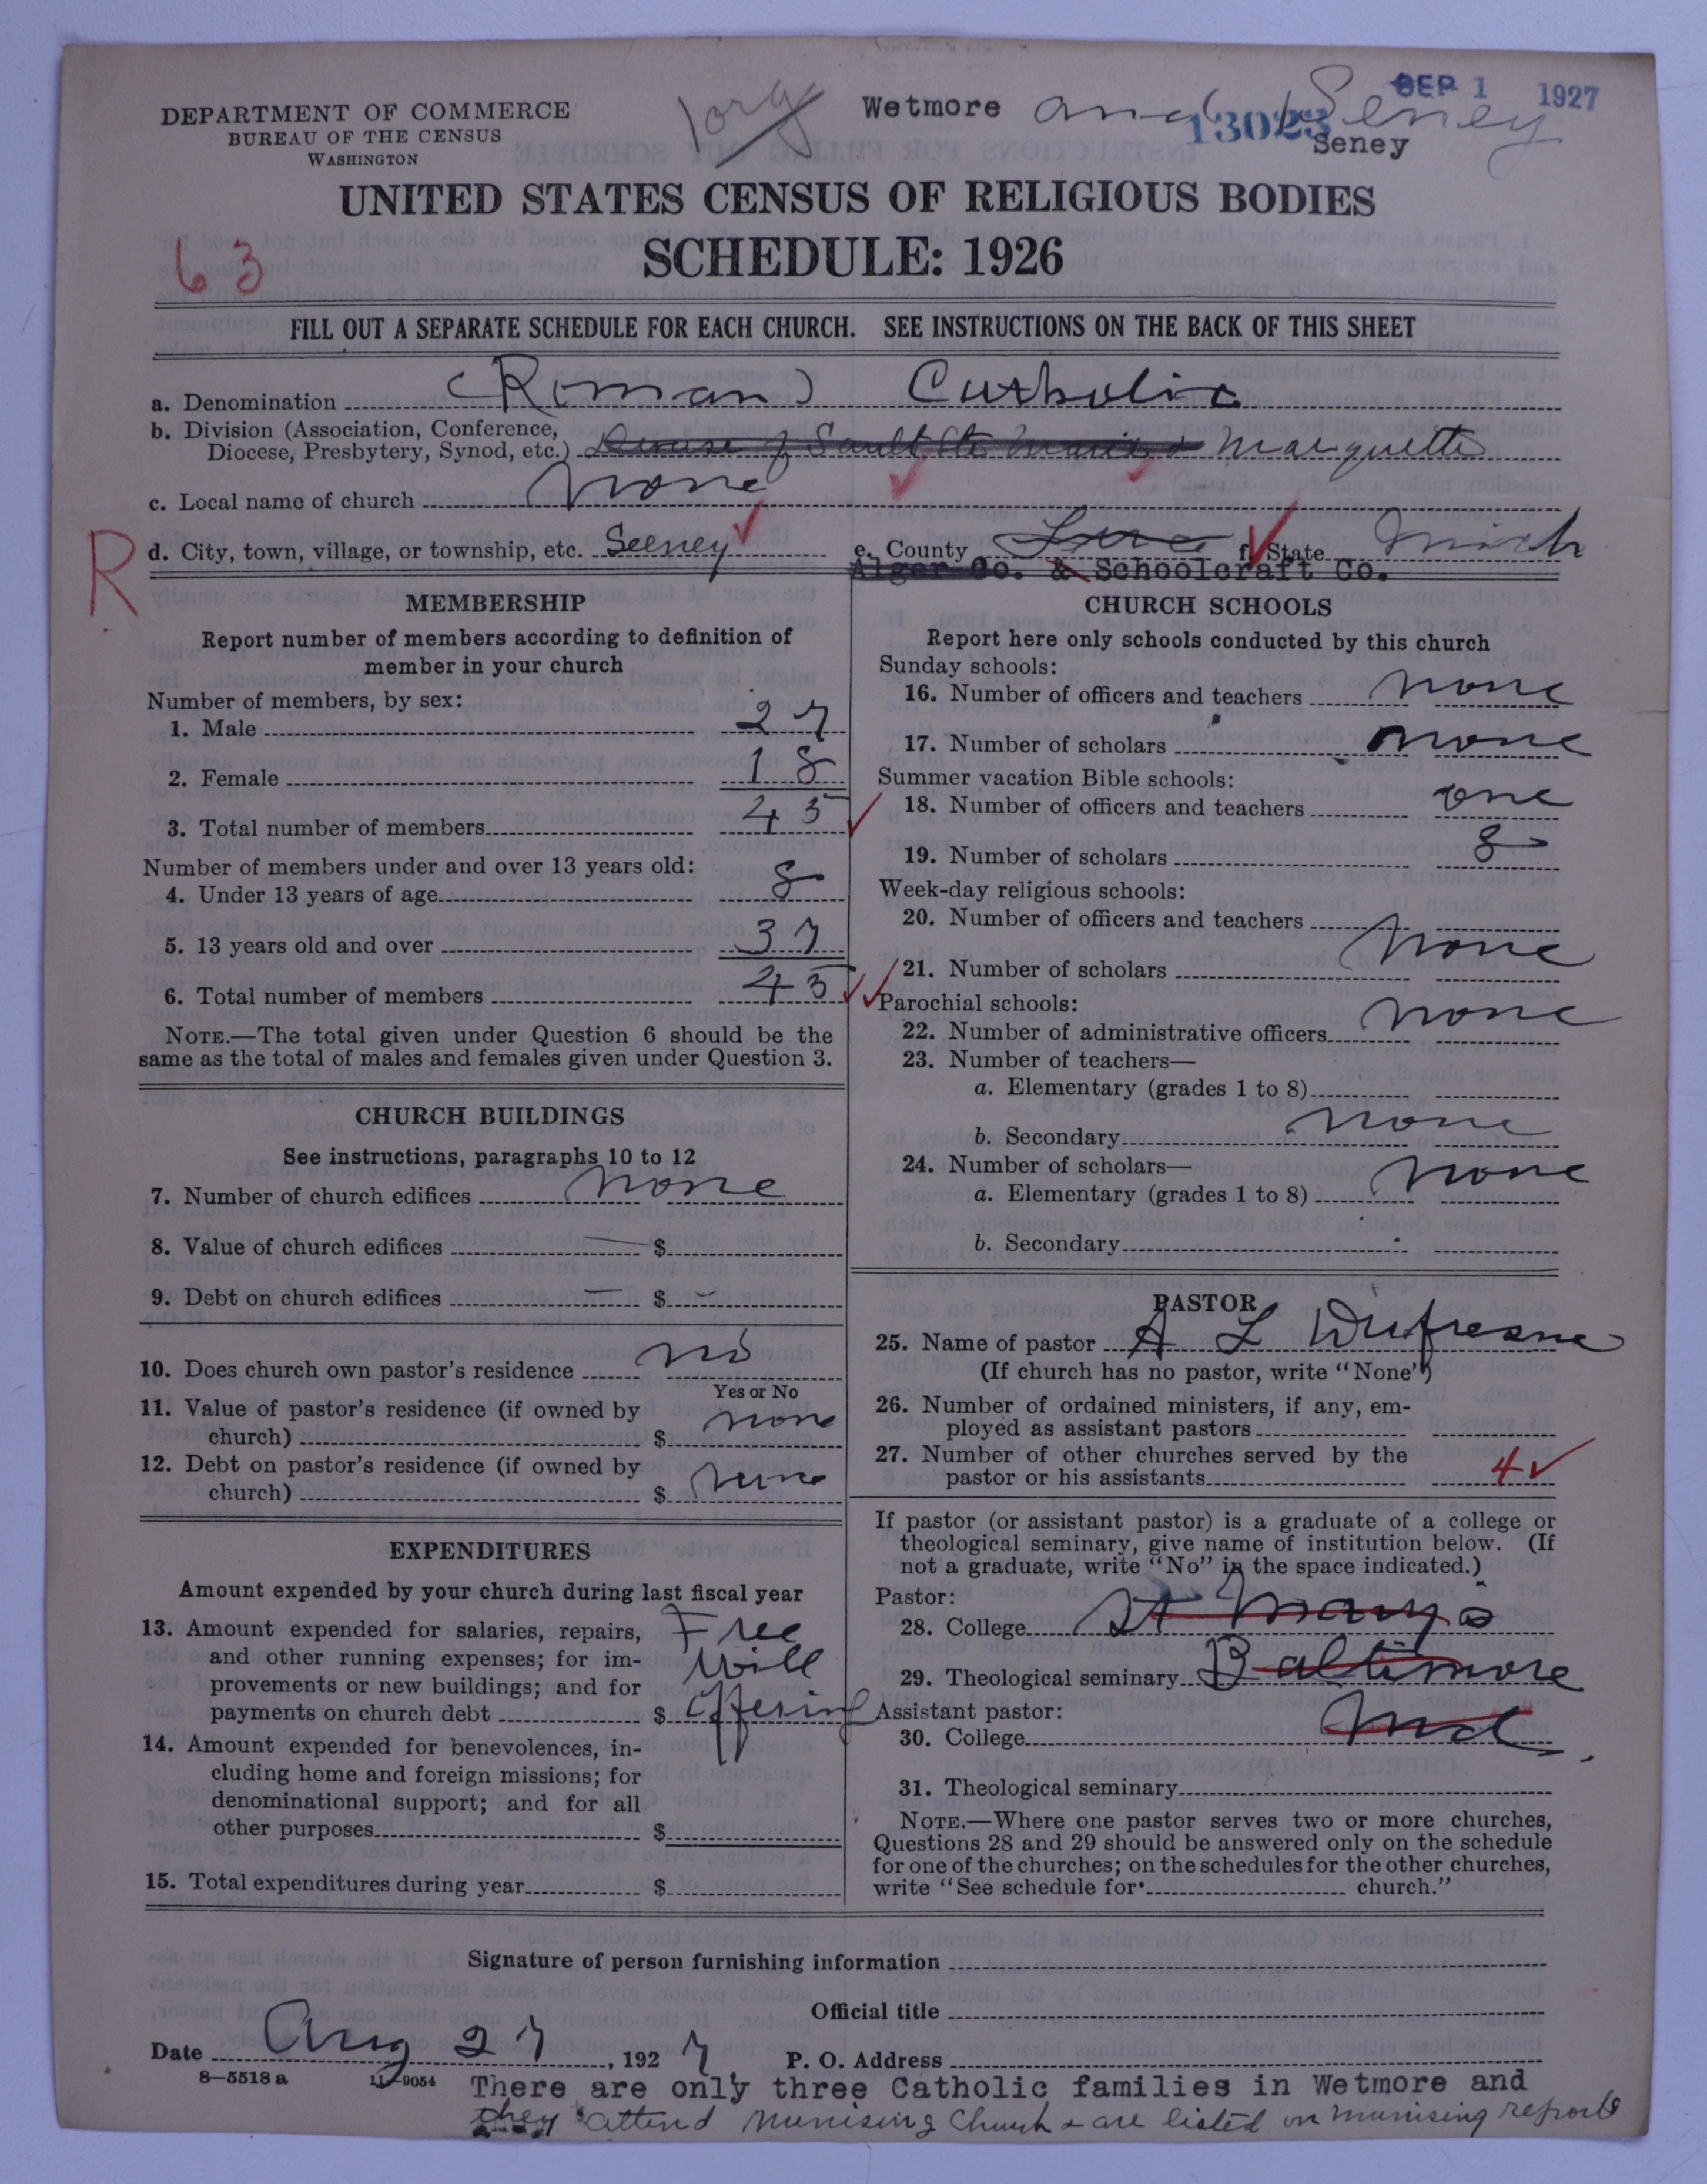 DEPARTMENT OF COMMERCE
BUREAU OF THE CENSUS
WASHINGTON
1 org
Wetmore and Seney
SEP 1 1927
13023
Seney
UNITED STATES CENSUS OF RELIGIOUS BODIES
SCHEDULE: 1926
63
FILL OUT A SEPARATE SCHEDULE FOR EACH CHURCH. SEE INSTRUCTIONS ON THE BACK OF THIS SHEET
a. Denomination (Roman) Catholic
b. Division (Association, Conference,
Diocese, Presbytery, Synod, etc.) Diocese of Sault Ste Marie & Marquette
c. Local name of church none
R
d. City, town, village, or township, etc. Seeney e. County Luce f. State Mich
Alger Co. & Schoolcraft Co.
MEMBERSHIP
Report number of members according to definition of
member in your church
Number of members, by sex:
1. Male 27
2. Female 18
3. Total number of members 45
Number of members under and over 13 years old:
4. Under 13 years of age 8
5. 13 years old and over 37
6. Total number of members 45
NOTE.—The total given under Question 6 should be the
same as the total of males and females given under Question 3.
CHURCH BUILDINGS
See instructions, paragraphs 10 to 12
7. Number of church edifices none
8. Value of church edifices — $
9. Debt on church edifices — $ -
10. Does church own pastor's residence no
Yes or No
11. Value of pastor's residence (if owned by
church) $ none
12. Debt on pastor's residence (if owned by
church) $ none
EXPENDITURES
Amount expended by your church during last fiscal year
13. Amount expended for salaries, repairs, Free
and other running expenses; for im- will
provements or new buildings; and for
payments on church debt $ offering
14. Amount expended for benevolences, in-
cluding home and foreign missions; for
denominational support; and for all
other purposes $
15. Total expenditures during year $
CHURCH SCHOOLS
Report here only schools conducted by this church
Sunday schools:
16. Number of officers and teachers none
17. Number of scholars none
Summer vacation Bible schools:
18. Number of officers and teachers one
19. Number of scholars 8
Week-day religious schools:
20. Number of officers and teachers
none
21. Number of scholars
Parochial schools:
22. Number of administrative officers none
23. Number of teachers—
a. Elementary (grades 1 to 8)
b. Secondary none
24. Number of scholars—
a. Elementary (grades 1 to 8) none
b. Secondary
PASTOR
25. Name of pastor A L Dufresne
(If church has no pastor, write "None")
26. Number of ordained ministers, if any, em-
ployed as assistant pastors
27. Number of other churches served by the
pastor or his assistants 4
If pastor (or assistant pastor) is a graduate of a college or
theological seminary, give name of institution below. (If
not a graduate, write "No" in the space indicated.)
Pastor:
28. College St Marys
29. Theological seminary Baltimore
Assistant pastor:
30. College Md.
31. Theological seminary
NOTE.—Where one pastor serves two or more churches,
Questions 28 and 29 should be answered only on the schedule
for one of the churches; on the schedules for the other churches,
write "See schedule for church."
Signature of person furnishing information
Official title
Date Aug 27, 1927 P. O. Address
8—5518 a 11—9054
There are only three Catholic families in Wetmore and
they attend Munising Church & are listed on Munising reports